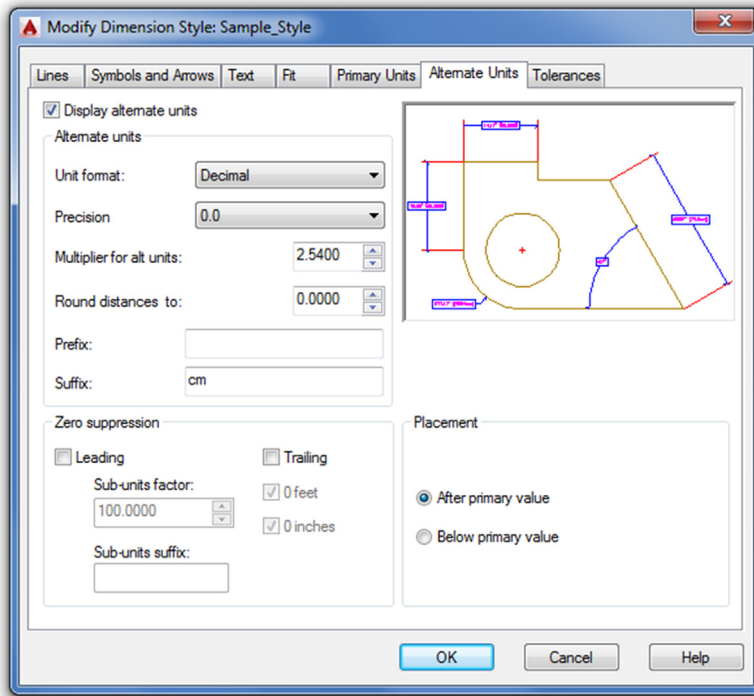 Modify Dimension Style: Sample_Style
Lines Symbols and Arrows Text Fit Primary Units Alternate Units Tolerances
Display alternate units
Alternate units
Unit format: Decimal
Precision 0.0
Multiplier for alt units: 2.5400
Round distances to: 0.0000
Prefix:
Suffix: cm
Zero suppression
Leading
Trailing
Sub-units factor:
100.0000
0 feet
0 inches
Sub-units suffix:
Placement
After primary value
Below primary value
OK Cancel Help